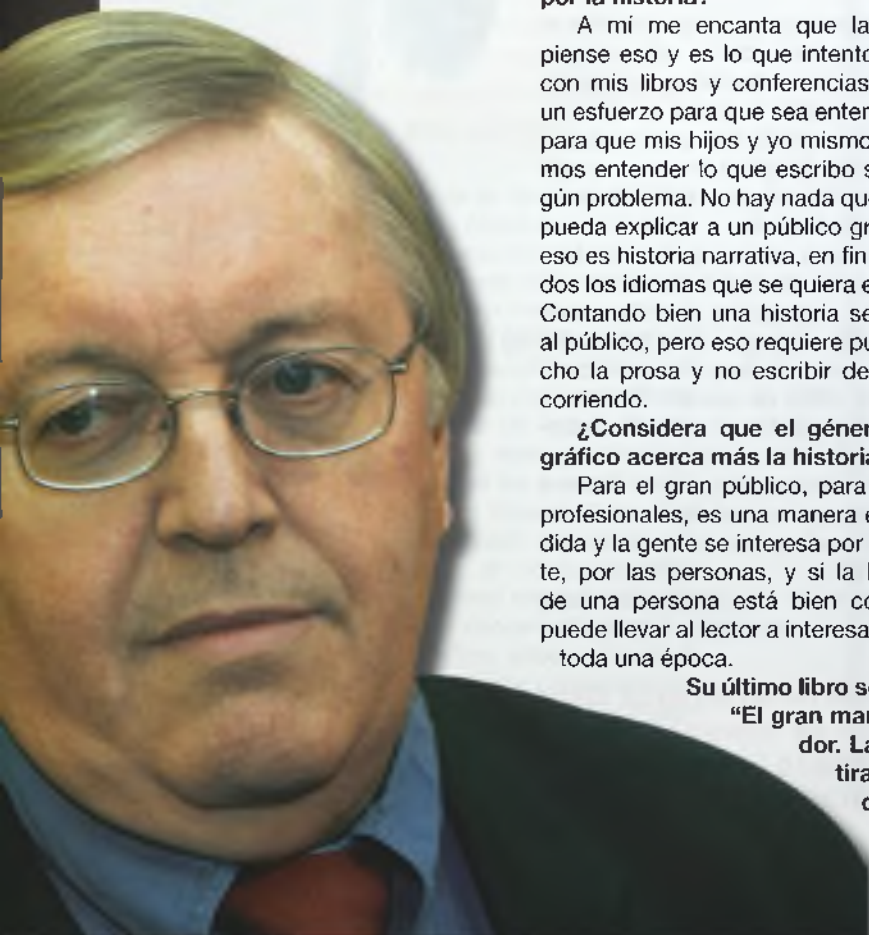 por la historia?
A mí me encanta que la
piense eso y es lo que intento
con mis libros y conferencias
un esfuerzo para que sea enter
para que mis hijos y yo mismo
mos entender lo que escribo s
gún problema. No hay nada qu
pueda explicar a un público gr
eso es historia narrativa, en fin
dos los idiomas que se quiera e
Contando bien una historia se
al público, pero eso requiere pu
cho la prosa y no escribir de
corriendo.
¿Considera que el géner
gráfico acerca más la historia
Para el gran público, para
profesionales, es una manera e
dida y la gente se interesa por
te, por las personas, y si la
de una persona está bien co
puede llevar al lector a interesa
toda una época.
Su último libro s
“El gran mar
dor. La
tira